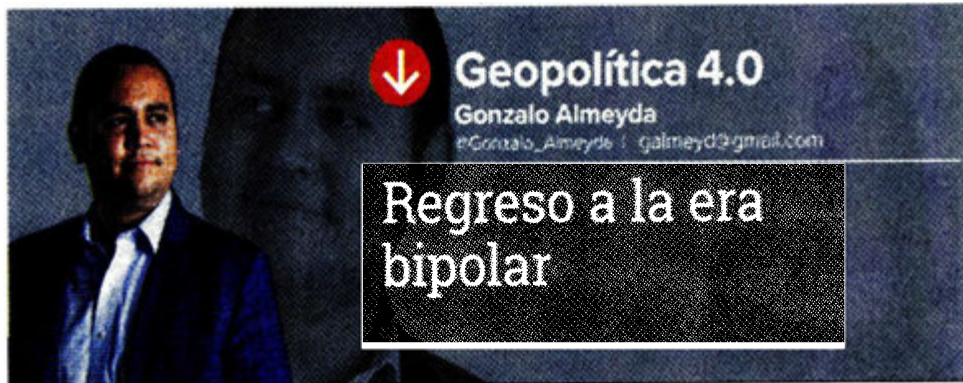 Geopolítica 4.0
Gonzalo Almeyda
@Gonzalo_Almeyda | galmeyd@gmail.com
Regreso a la era
bipolar